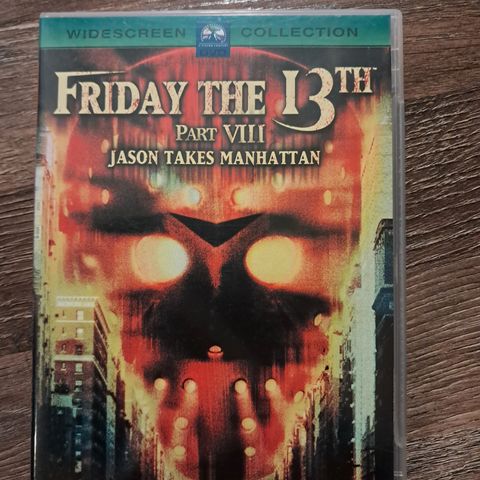 WIDESCREEN COLLECTION
FRIDAY THE 13TH
PART VIII
JASON TAKES MANHATTAN